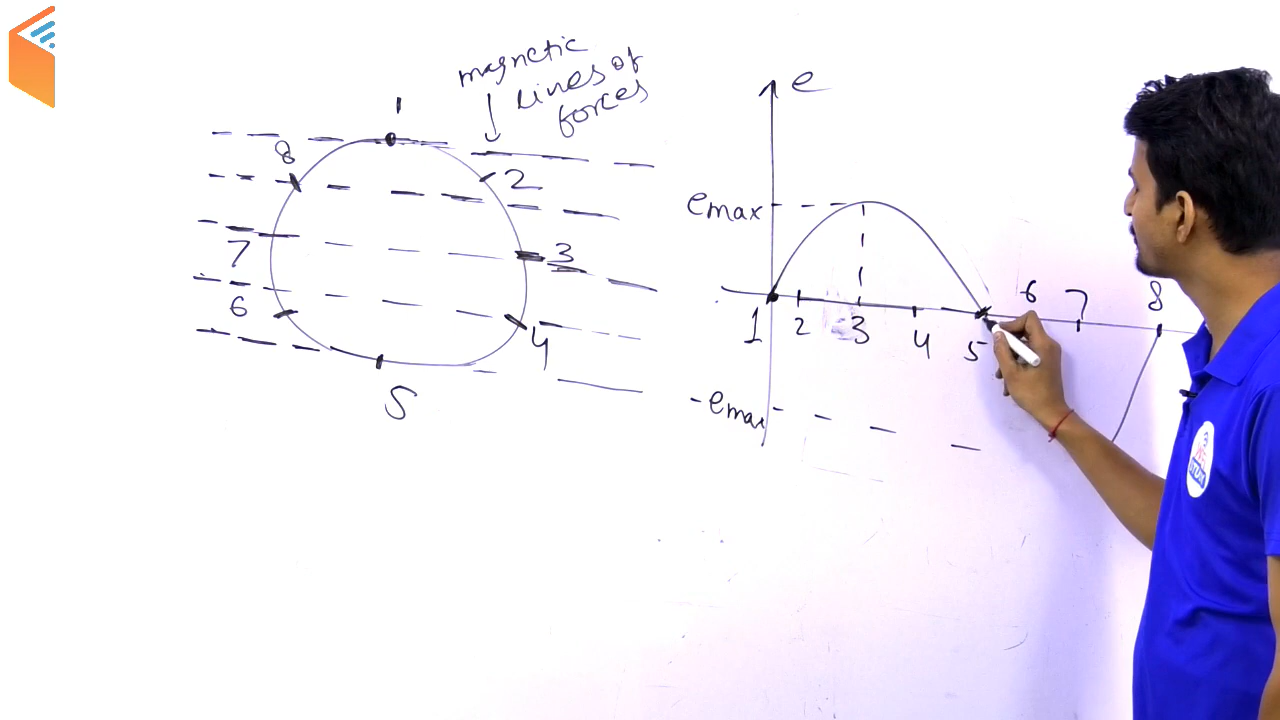 magnetic
lines of
forces
1
8
2
7
3
6
4
5
e
emax
1 2 3 4 5 6 7 8
-emax